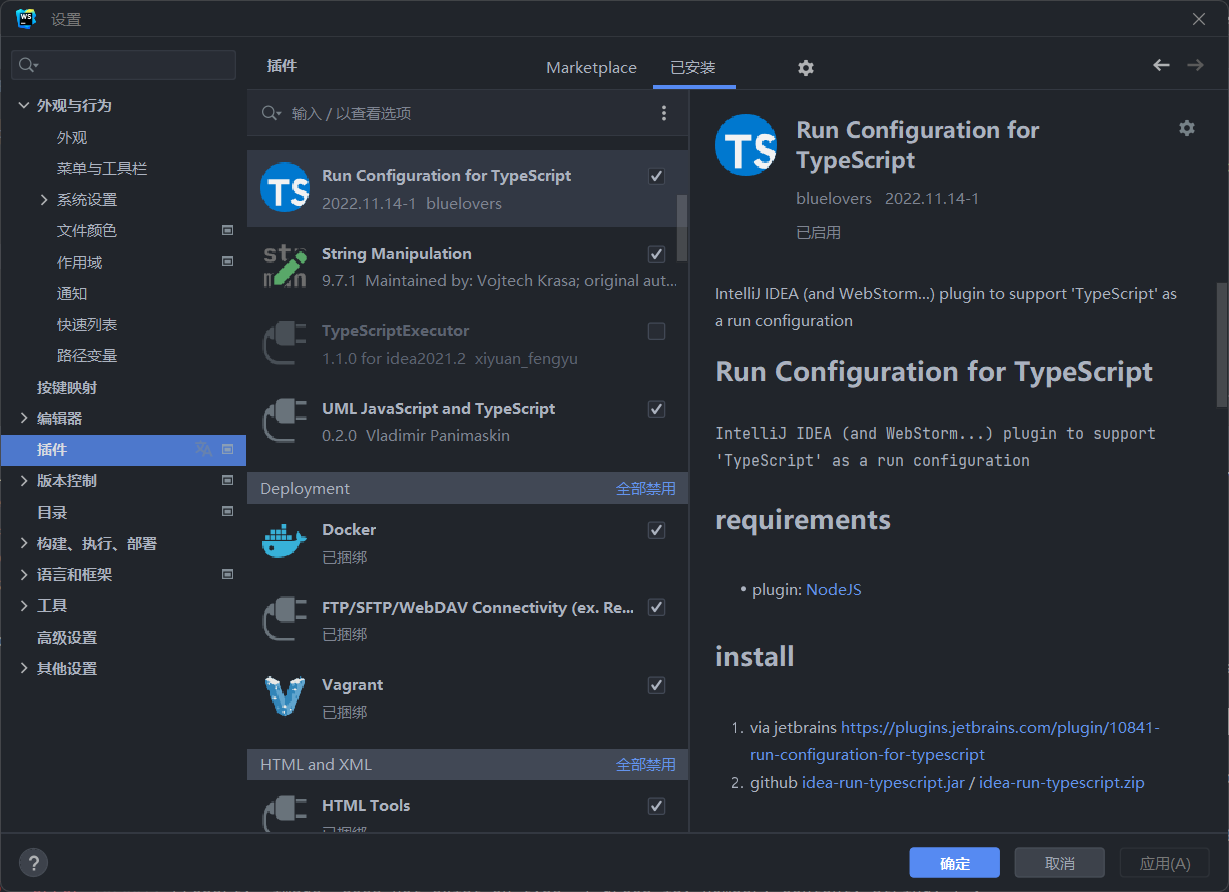 WS
设置
外观与行为
外观
菜单与工具栏
系统设置
文件颜色
作用域
通知
快速列表
路径变量
按键映射
编辑器
插件
版本控制
目录
构建、执行、部署
语言和框架
工具
高级设置
其他设置
插件
Marketplace
已安装
输入 / 以查看选项
TS
Run Configuration for TypeScript
2022.11.14-1 bluelovers
String Manipulation
9.7.1 Maintained by: Vojtech Krasa; original aut...
TypeScriptExecutor
1.1.0 for idea2021.2 xiyuan_fengyu
UML JavaScript and TypeScript
0.2.0 Vladimir Panimaskin
Deployment 全部禁用
Docker
已捆绑
FTP/SFTP/WebDAV Connectivity (ex. Re...
已捆绑
Vagrant
已捆绑
HTML and XML 全部禁用
HTML Tools
已捆绑
TS
Run Configuration for
TypeScript
bluelovers 2022.11.14-1
已启用
IntelliJ IDEA (and WebStorm...) plugin to support 'TypeScript' as
a run configuration
Run Configuration for TypeScript
IntelliJ IDEA (and WebStorm...) plugin to support
'TypeScript' as a run configuration
requirements
• plugin: NodeJS
install
1. via jetbrains https://plugins.jetbrains.com/plugin/10841-
run-configuration-for-typescript
2. github idea-run-typescript.jar / idea-run-typescript.zip
?
确定
取消
应用(A)